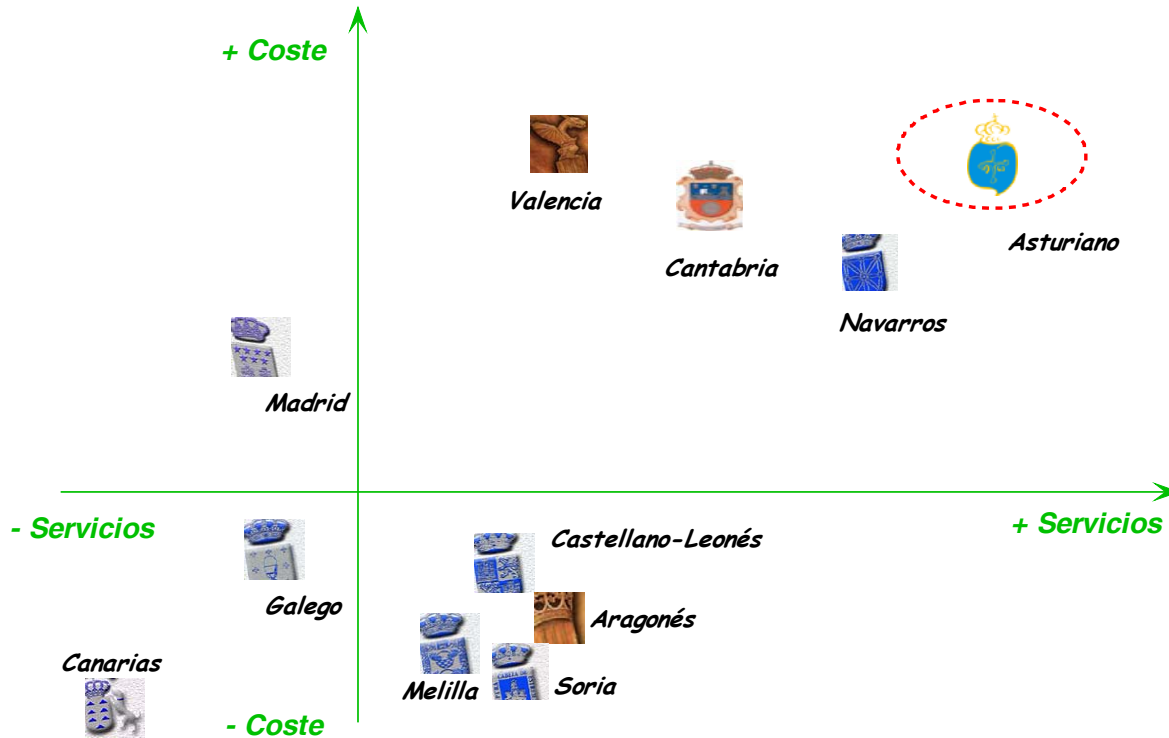 + Coste
Valencia
Asturiano
Cantabria
Navarros
Madrid
- Servicios
+ Servicios
Castellano-Leonés
Galego
Aragonés
Canarias
Melilla
Soria
- Coste